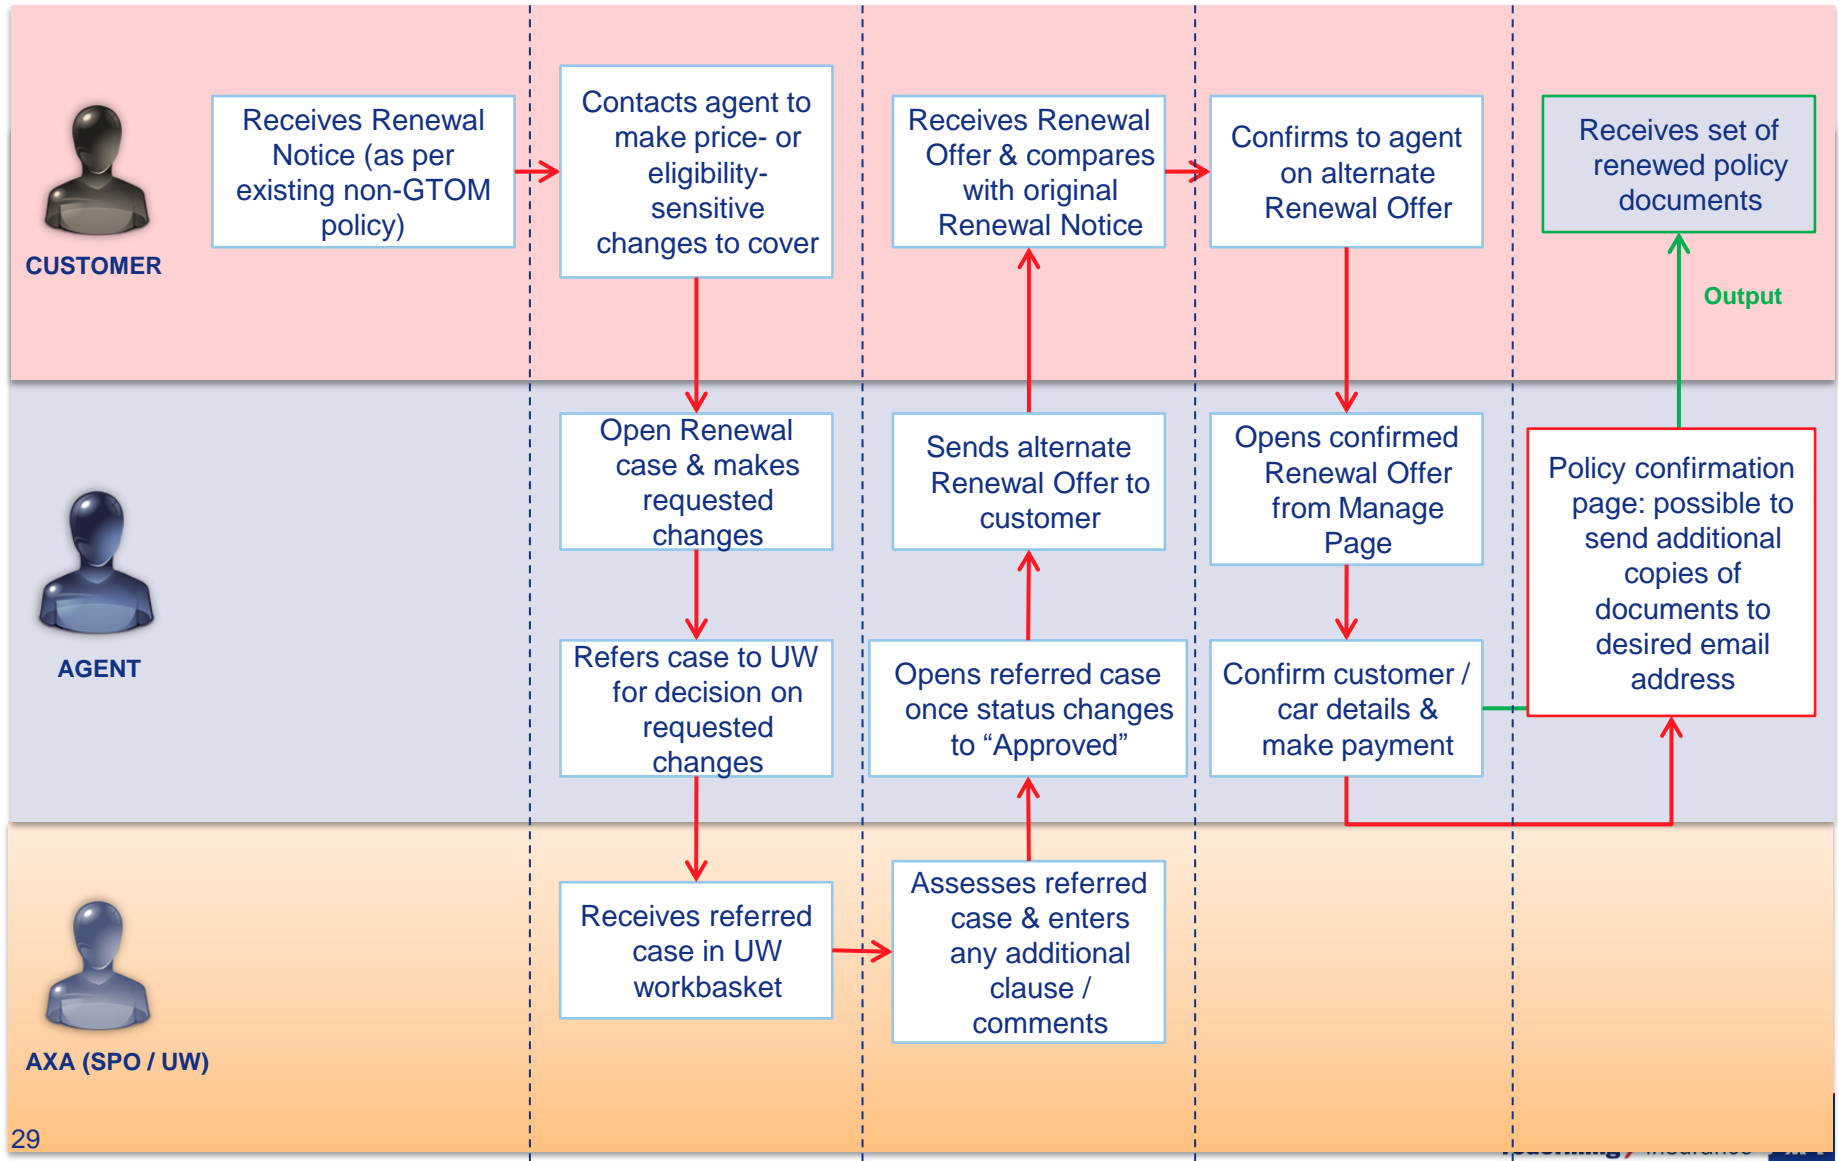 Receives Renewal
Notice (as per
existing non-GTOM
policy)
Contacts agent to
make price- or
eligibility-
sensitive
changes to cover
Receives Renewal
Offer & compares
with original
Renewal Notice
Confirms to agent
on alternate
Renewal Offer
Receives set of
renewed policy
documents
CUSTOMER
Output
Open Renewal
case & makes
requested
changes
Sends alternate
Renewal Offer to
customer
Opens confirmed
Renewal Offer
from Manage
Page
Policy confirmation
page: possible to
send additional
copies of
documents to
desired email
address
AGENT
Refers case to UW
for decision on
requested
changes
Opens referred case
once status changes
to “Approved”
Confirm customer /
car details &
make payment
Receives referred
case in UW
workbasket
Assesses referred
case & enters
any additional
clause /
comments
AXA (SPO / UW)
29